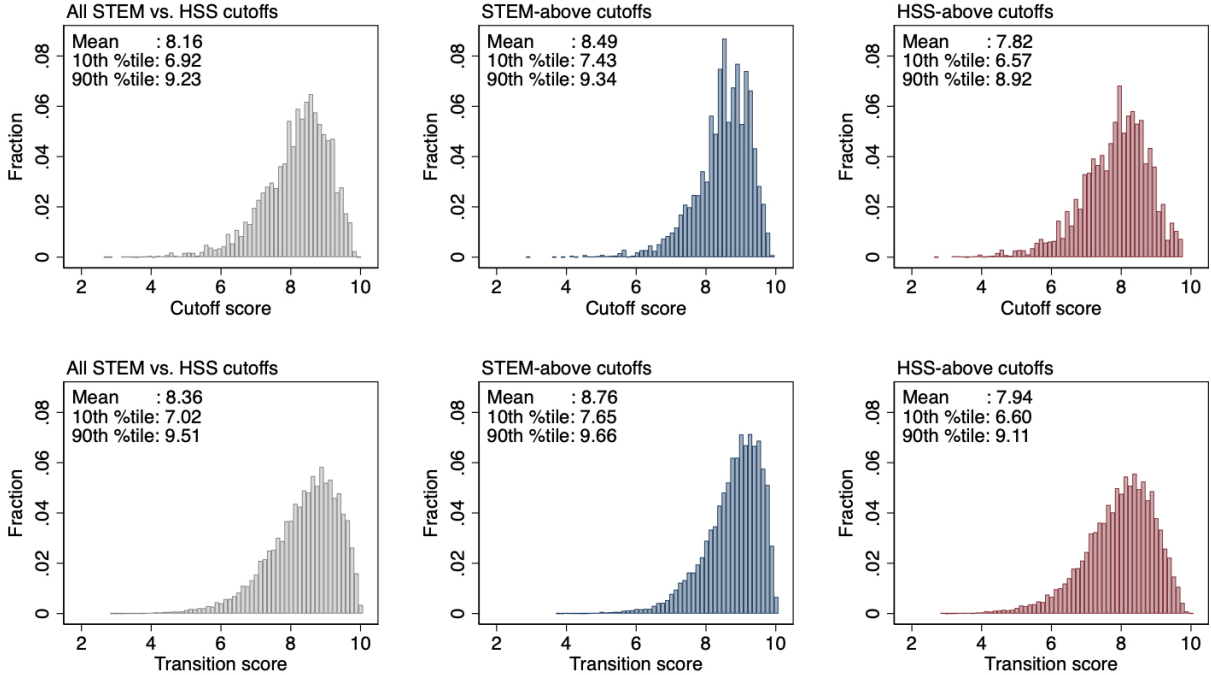 All STEM vs. HSS cutoffs
Mean : 8.16
10th %tile: 6.92
90th %tile: 9.23
Fraction
0 .02 .04 .06 .08
2 4 6 8 10
Cutoff score
STEM-above cutoffs
Mean : 8.49
10th %tile: 7.43
90th %tile: 9.34
Fraction
0 .02 .04 .06 .08
2 4 6 8 10
Cutoff score
HSS-above cutoffs
Mean : 7.82
10th %tile: 6.57
90th %tile: 8.92
Fraction
0 .02 .04 .06 .08
2 4 6 8 10
Cutoff score
All STEM vs. HSS cutoffs
Mean : 8.36
10th %tile: 7.02
90th %tile: 9.51
Fraction
0 .02 .04 .06 .08
2 4 6 8 10
Transition score
STEM-above cutoffs
Mean : 8.76
10th %tile: 7.65
90th %tile: 9.66
Fraction
0 .02 .04 .06 .08
2 4 6 8 10
Transition score
HSS-above cutoffs
Mean : 7.94
10th %tile: 6.60
90th %tile: 9.11
Fraction
0 .02 .04 .06 .08
2 4 6 8 10
Transition score